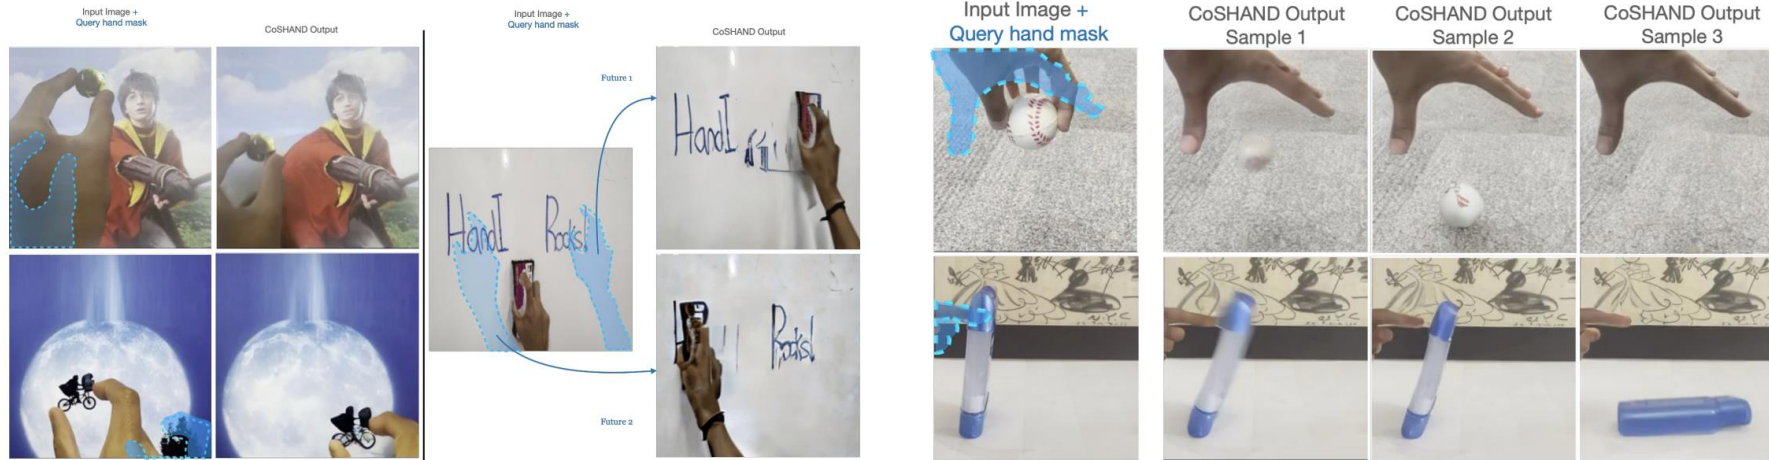 Input Image +
Query hand mask
CoSHAND Output
Input Image +
Query hand mask
CoSHAND Output
Future 1
HandI
HandI Rocks!
Rocks!
Future 2
Input Image +
Query hand mask
CoSHAND Output
Sample 1
CoSHAND Output
Sample 2
CoSHAND Output
Sample 3